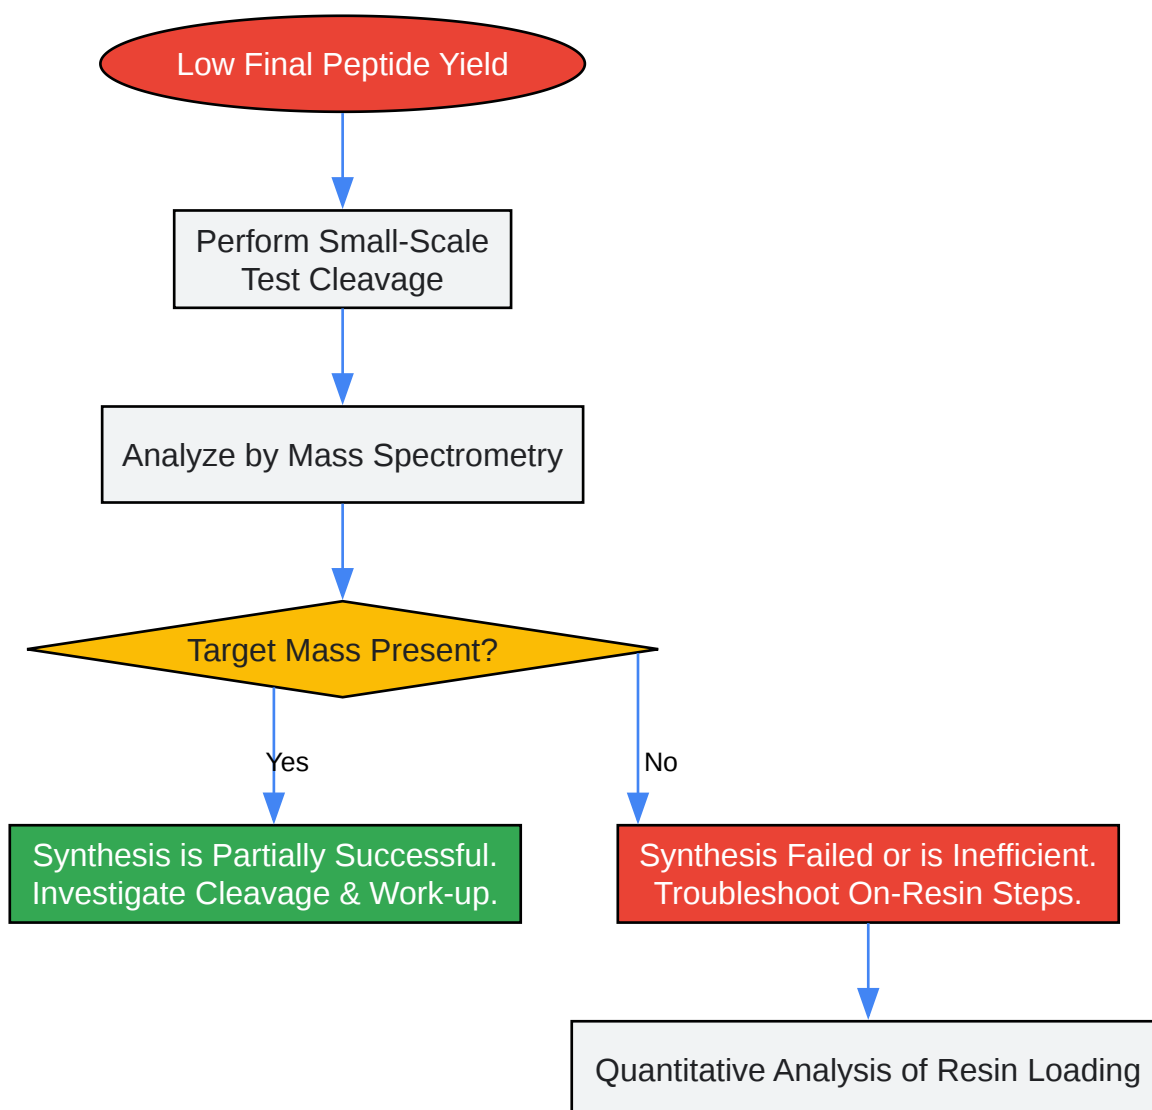 Low Final Peptide Yield
Perform Small-Scale
Test Cleavage
Analyze by Mass Spectrometry
Target Mass Present?
Yes
No
Synthesis is Partially Successful.
Investigate Cleavage & Work-up.
Synthesis Failed or is Inefficient.
Troubleshoot On-Resin Steps.
Quantitative Analysis of Resin Loading